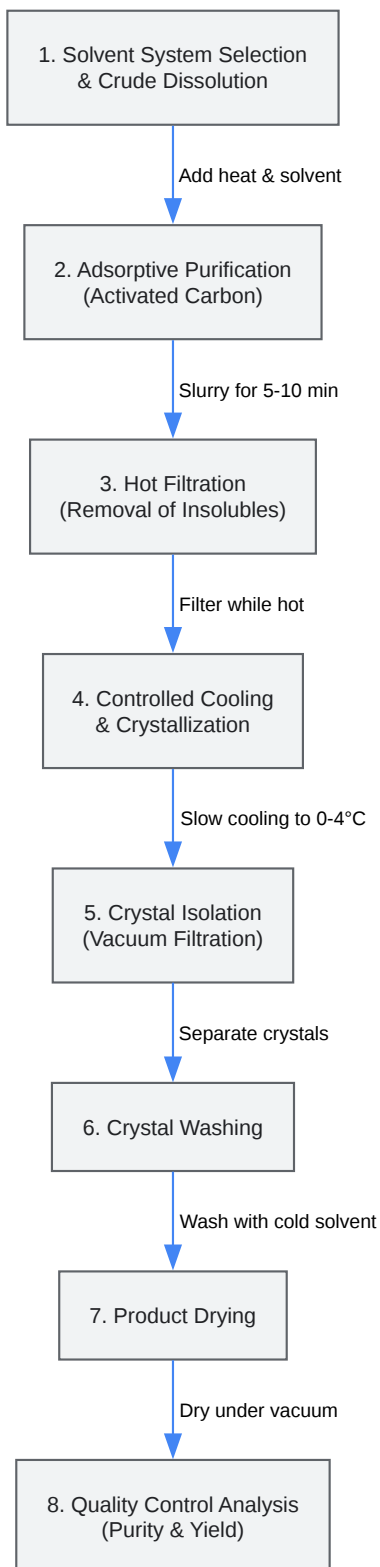 1. Solvent System Selection
& Crude Dissolution
Add heat & solvent
2. Adsorptive Purification
(Activated Carbon)
Slurry for 5-10 min
3. Hot Filtration
(Removal of Insolubles)
Filter while hot
4. Controlled Cooling
& Crystallization
Slow cooling to 0-4°C
5. Crystal Isolation
(Vacuum Filtration)
Separate crystals
6. Crystal Washing
Wash with cold solvent
7. Product Drying
Dry under vacuum
8. Quality Control Analysis
(Purity & Yield)